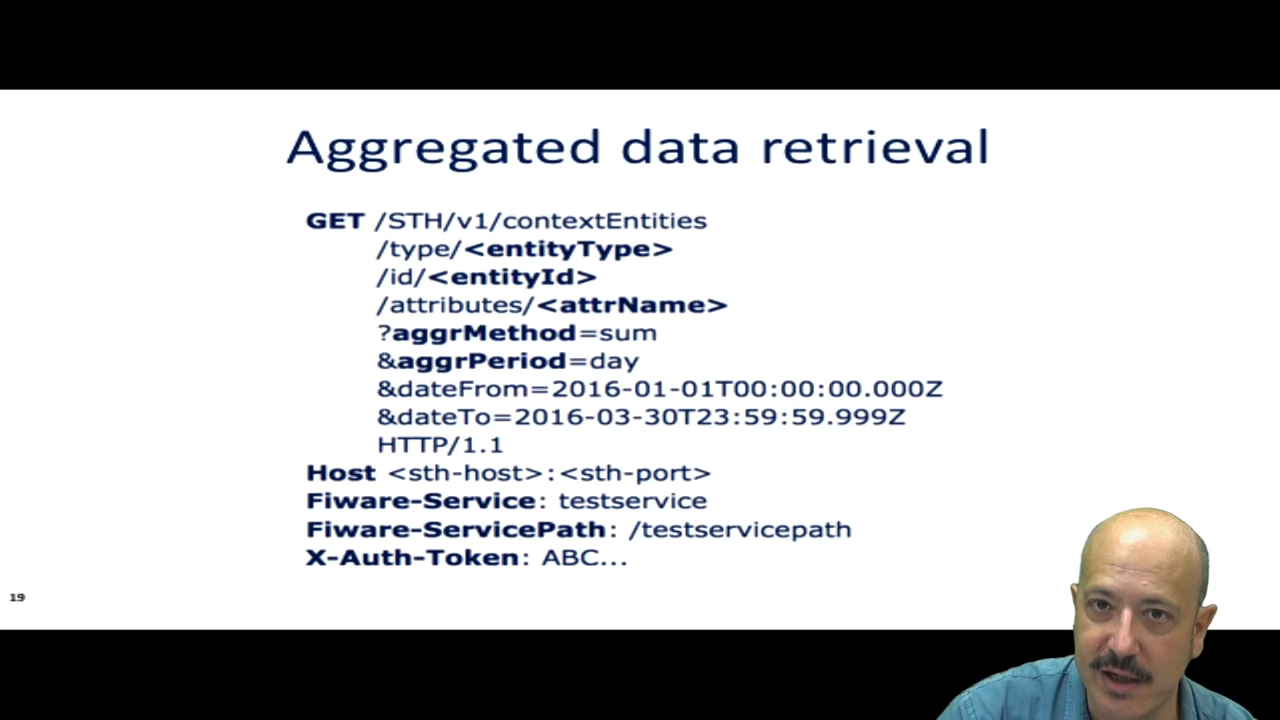 Aggregated data retrieval
GET /STH/v1/contextEntities
/type/<entityType>
/id/<entityId>
/attributes/<attrName>
?aggrMethod=sum
&aggrPeriod=day
&dateFrom=2016-01-01T00:00:00.000Z
&dateTo=2016-03-30T23:59:59.999Z
HTTP/1.1
Host <sth-host>:<sth-port>
Fiware-Service: testservice
Fiware-ServicePath: /testservicepath
X-Auth-Token: ABC...
19